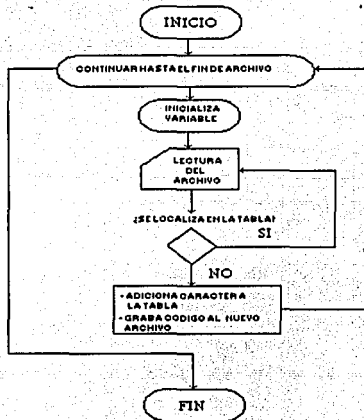 INICIO
CONTINUAR HASTA EL FIN DE ARCHIVO
INICIALIZA
VARIABLE
LECTURA
DEL
ARCHIVO
¿SE LOCALIZA EN LA TABLA?
SI
NO
- ADICIONA CARACTER A
LA TABLA
- GRABA CODIGO AL NUEVO
ARCHIVO
FIN